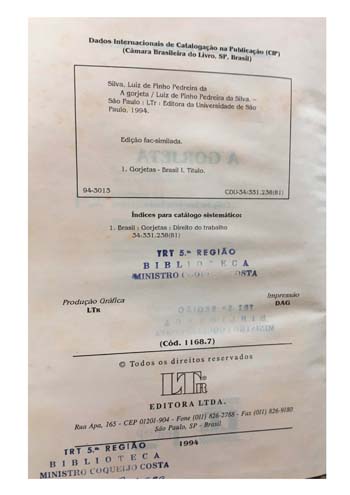 Dados Internacionais de Catalogação na Publicação (CIP)
(Câmara Brasileira do Livro, SP, Brasil)
Silva, Luiz de Pinho Pedreira da
A gorjeta / Luiz de Pinho Pedreira da Silva. –
São Paulo : LTr : Editora da Universidade de São
Paulo, 1994.
Edição fac-similada.
1. Gorjetas - Brasil I. Título.
94-3013
CDU-34:331.238(81)
Índices para catálogo sistemático:
1. Brasil : Gorjetas : Direito do trabalho
34:331.238(81)
TRT 5.ª REGIÃO
BIBLIOTECA
MINISTRO COQUEIJO COSTA
Produção Gráfica
LTR
Impressão
DAG
(Cód. 1168.7)
© Todos os direitos reservados
LTR
EDITORA LTDA.
Rua Apa, 165 - CEP 01201-904 - Fone (011) 826-2788 - Fax (011) 826-9180
São Paulo, SP - Brasil
1994
TRT 5.ª REGIÃO
BIBLIOTECA
MINISTRO COQUEIJO COSTA